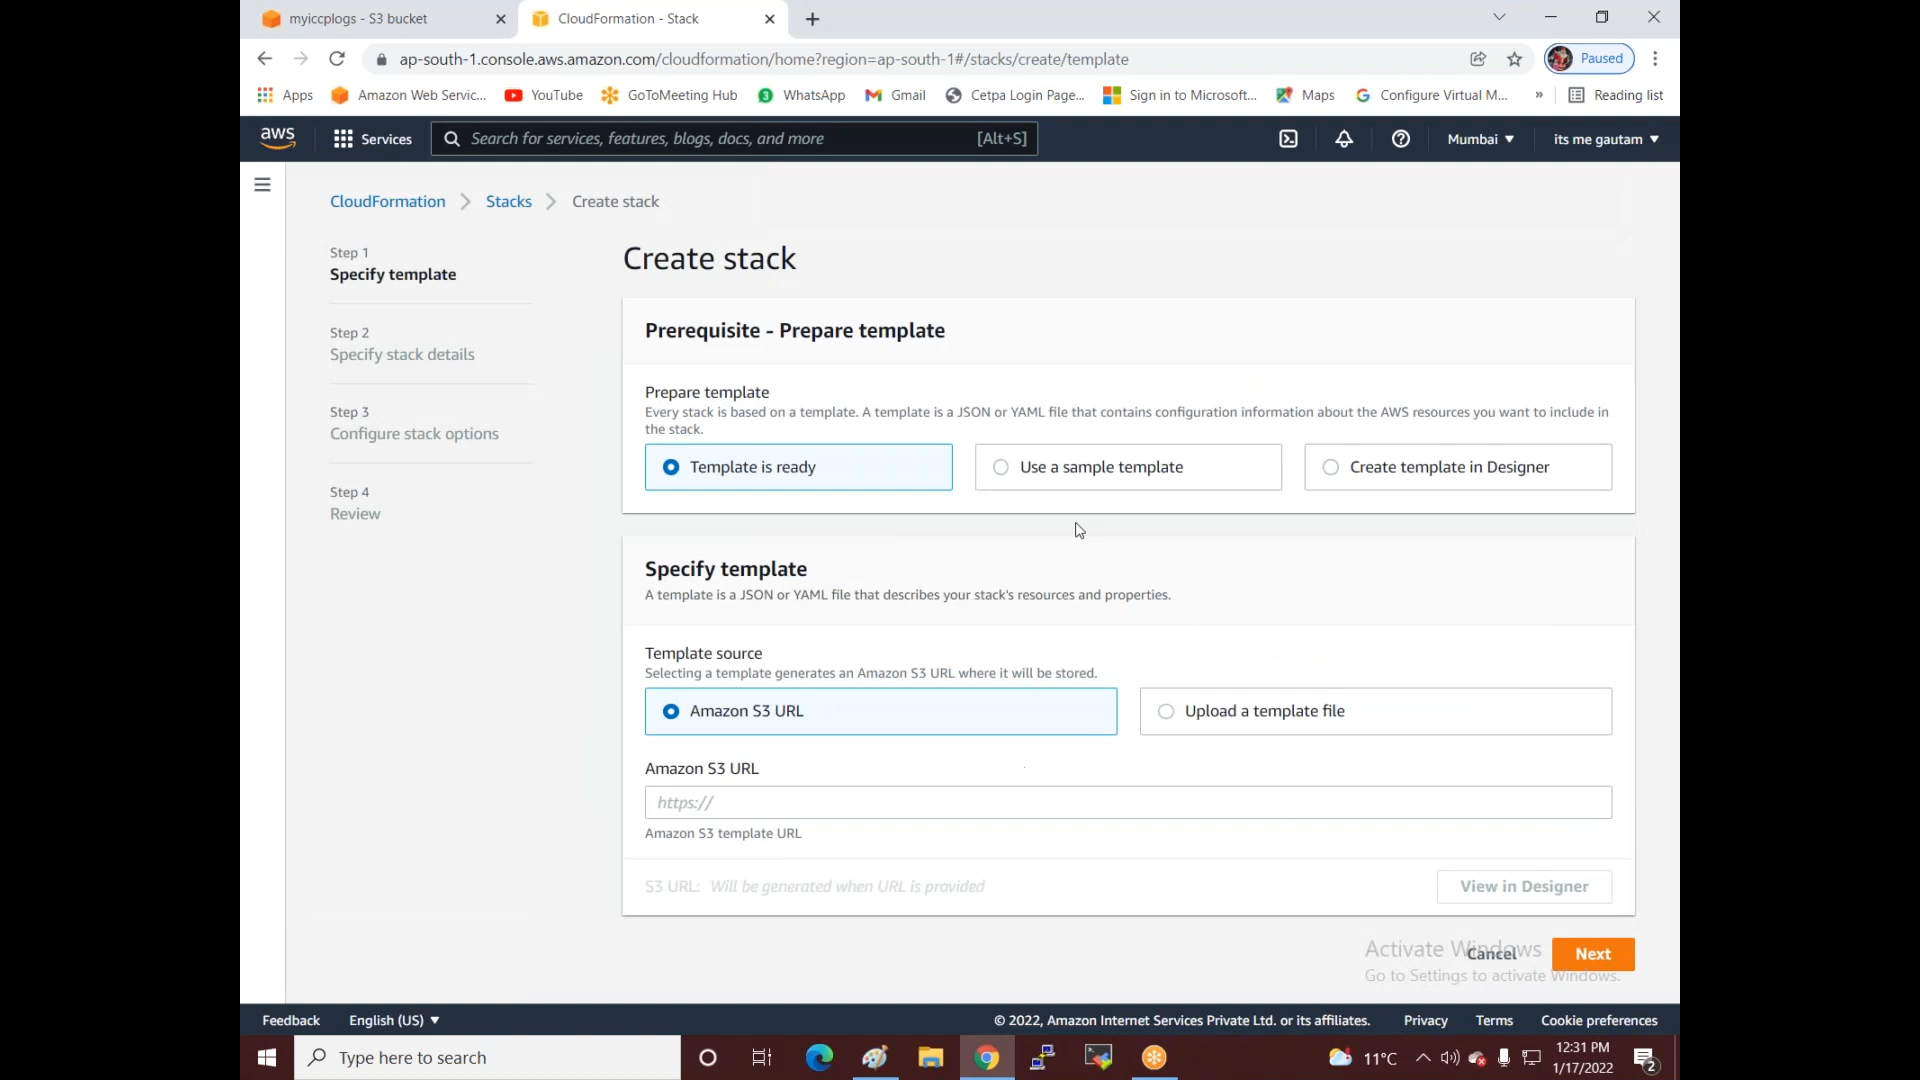 myiccplogs - S3 bucket
CloudFormation - Stack
ap-south-1.console.aws.amazon.com/cloudformation/home?region=ap-south-1#/stacks/create/template
Paused
Apps
Amazon Web Servic...
YouTube
GoToMeeting Hub
3
WhatsApp
Gmail
Cetpa Login Page...
Sign in to Microsoft...
Maps
Configure Virtual M...
»
Reading list
aws
Services
Search for services, features, blogs, docs, and more
[Alt+S]
Mumbai
its me gautam
CloudFormation
Stacks
Create stack
Step 1
Specify template
Step 2
Specify stack details
Step 3
Configure stack options
Step 4
Review
Create stack
Prerequisite - Prepare template
Prepare template
Every stack is based on a template. A template is a JSON or YAML file that contains configuration information about the AWS resources you want to include in
the stack.
Template is ready
Use a sample template
Create template in Designer
Specify template
A template is a JSON or YAML file that describes your stack's resources and properties.
Template source
Selecting a template generates an Amazon S3 URL where it will be stored.
Amazon S3 URL
Upload a template file
Amazon S3 URL
https://
Amazon S3 template URL
S3 URL: Will be generated when URL is provided
View in Designer
Activate Windows
Go to Settings to activate Windows.
Cancel
Next
Feedback
English (US)
© 2022, Amazon Internet Services Private Ltd. or its affiliates.
Privacy
Terms
Cookie preferences
Type here to search
11°C
12:31 PM
1/17/2022
2